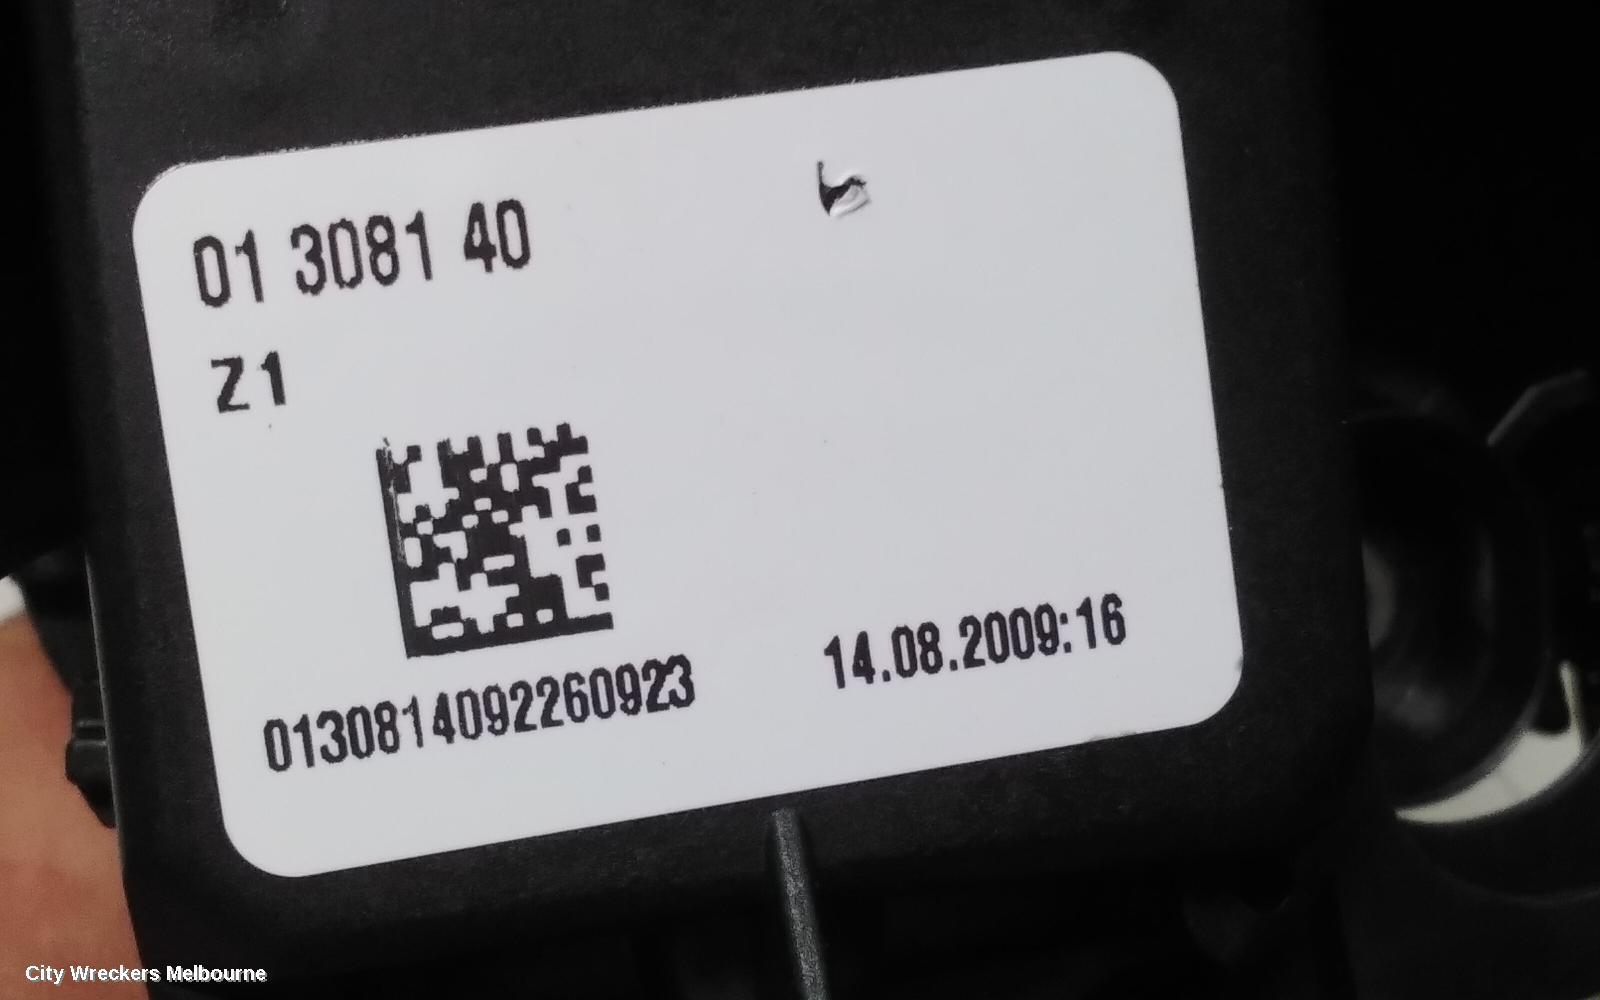 01 3081 40
Z1
0130814092260923
14.08.2009:16
City Wreckers Melbourne